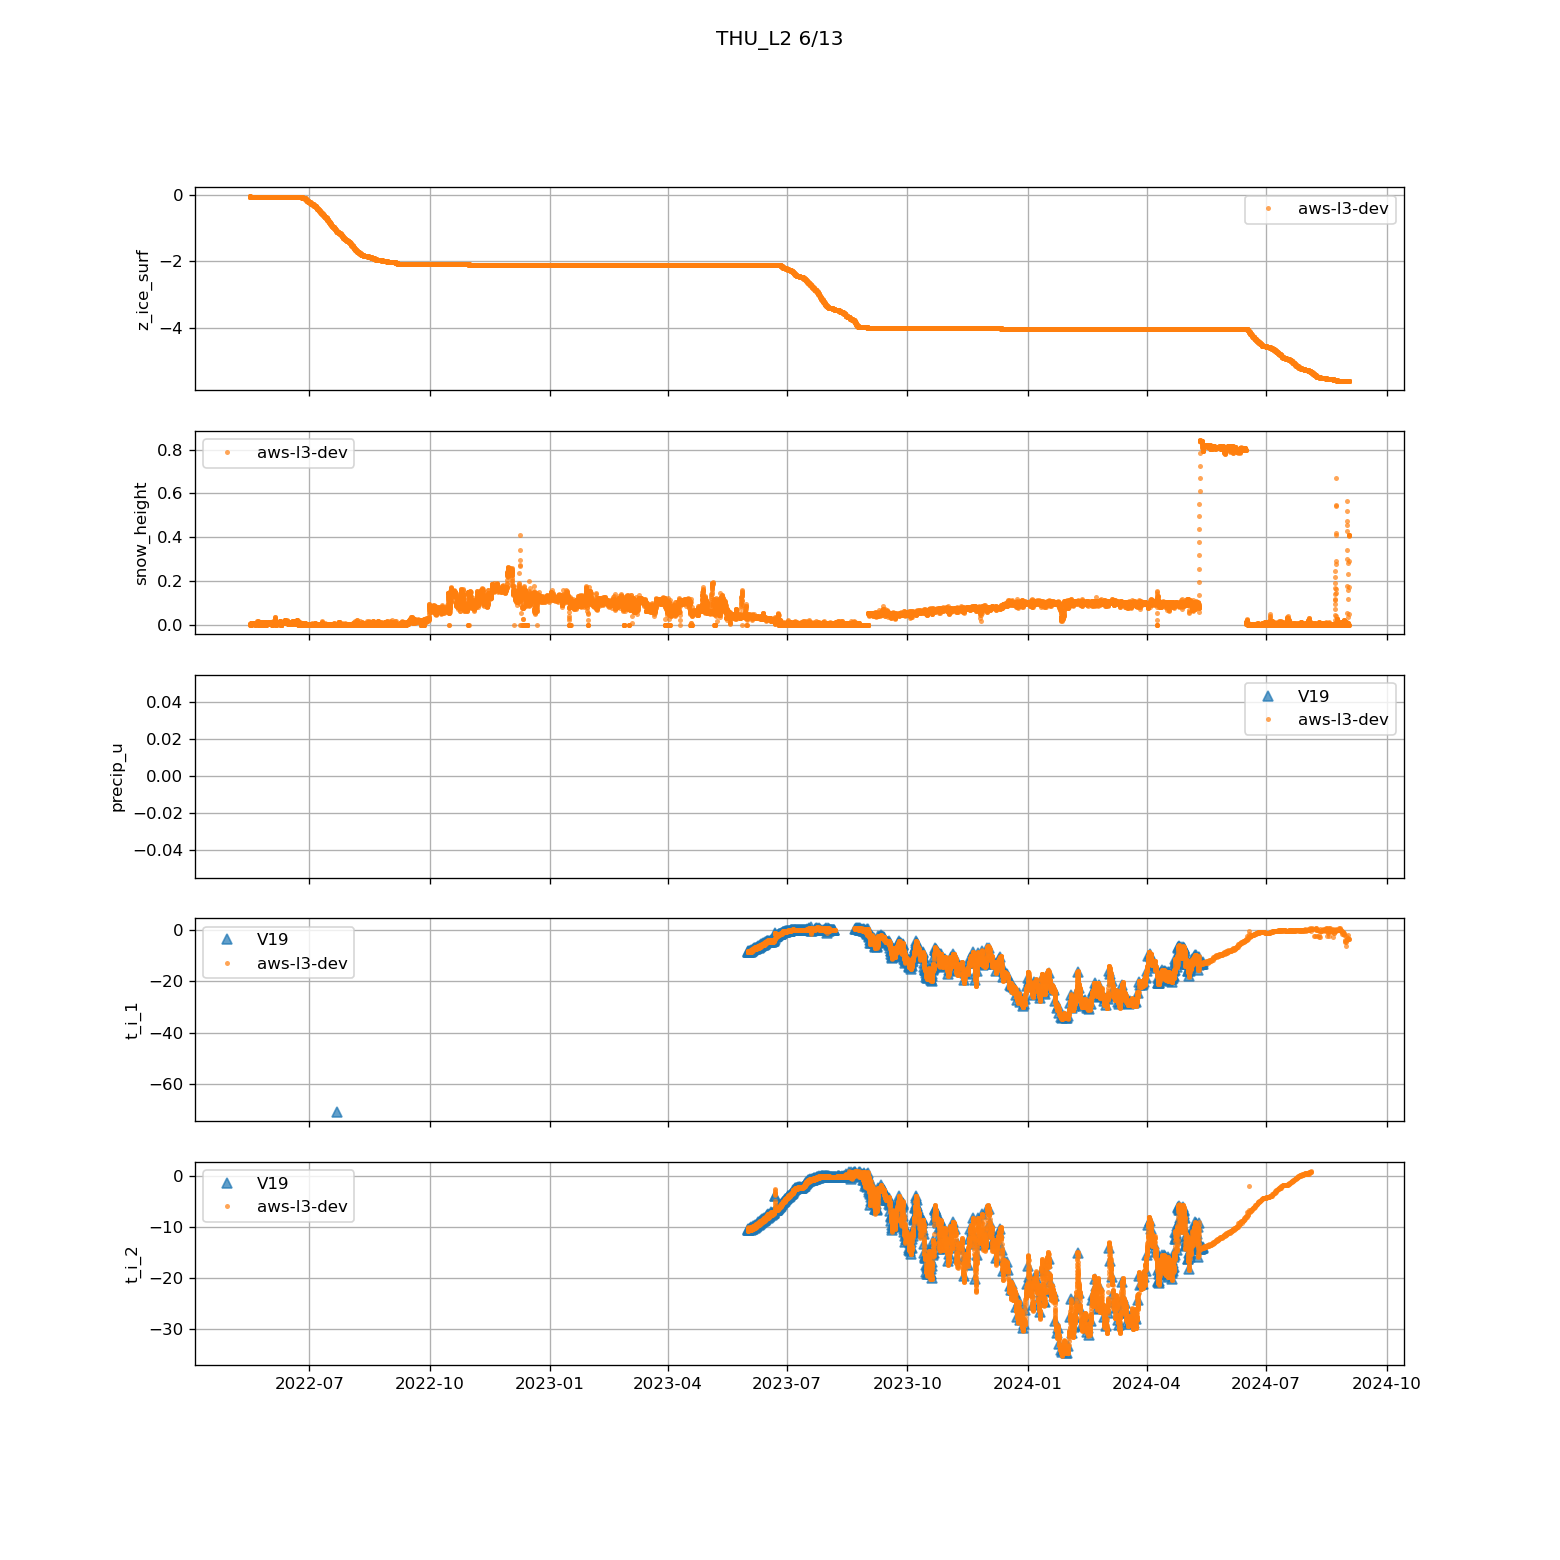 THU_L2 6/13
0
−2
−4
z_ice_surf
aws-l3-dev
0.8
0.6
0.4
0.2
0.0
snow_height
aws-l3-dev
0.04
0.02
0.00
−0.02
−0.04
precip_u
V19
aws-l3-dev
0
−20
−40
−60
t_i_1
V19
aws-l3-dev
0
−10
−20
−30
t_i_2
V19
aws-l3-dev
2022-07 2022-10 2023-01 2023-04 2023-07 2023-10 2024-01 2024-04 2024-07 2024-10